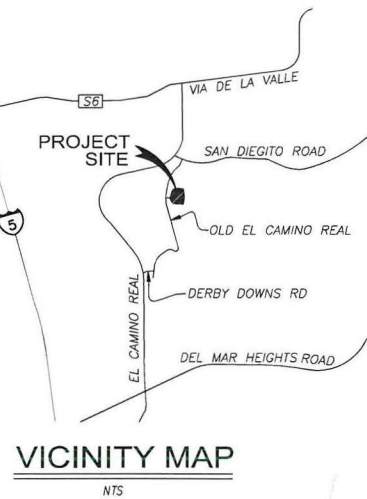 VIA DE LA VALLE
S6
PROJECT
SITE
SAN DIEGITO ROAD
5
OLD EL CAMINO REAL
DERBY DOWNS RD
EL CAMINO REAL
DEL MAR HEIGHTS ROAD
VICINITY MAP
NTS